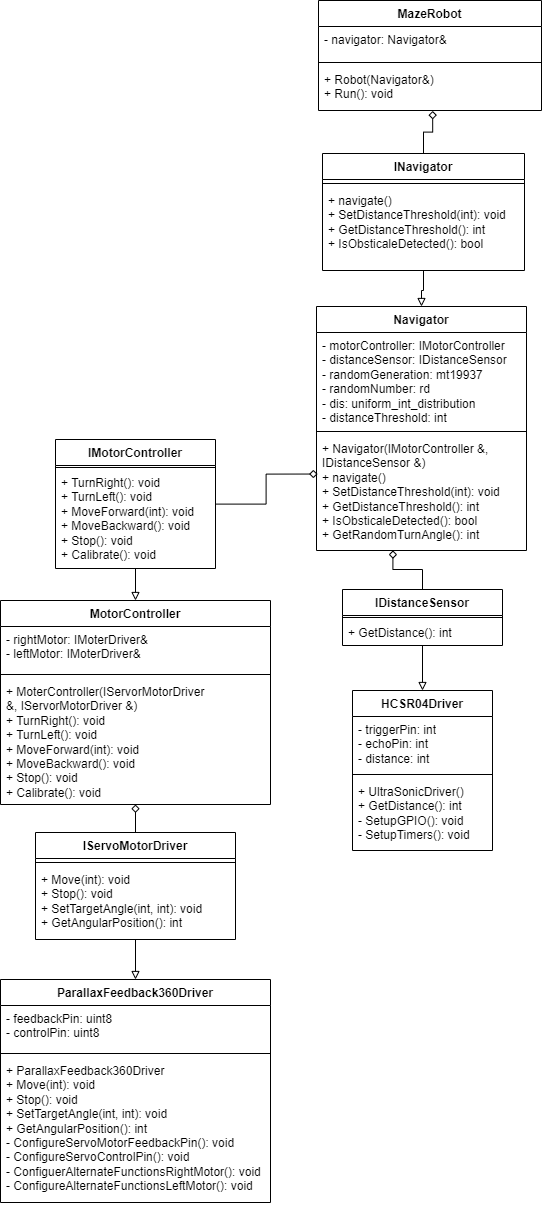 MazeRobot
- navigator: Navigator&
+ Robot(Navigator&)
+ Run(): void
INavigator
+ navigate()
+ SetDistanceThreshold(int): void
+ GetDistanceThreshold(): int
+ IsObsticaleDetected(): bool
Navigator
- motorController: IMotorController
- distanceSensor: IDistanceSensor
- randomGeneration: mt19937
- randomNumber: rd
- dis: uniform_int_distribution
- distanceThreshold: int
+ Navigator(IMotorController &,
IDistanceSensor &)
+ navigate()
+ SetDistanceThreshold(int): void
+ GetDistanceThreshold(): int
+ IsObsticaleDetected(): bool
+ GetRandomTurnAngle(): int
IMotorController
+ TurnRight(): void
+ TurnLeft(): void
+ MoveForward(int): void
+ MoveBackward(): void
+ Stop(): void
+ Calibrate(): void
MotorController
- rightMotor: IMoterDriver&
- leftMotor: IMoterDriver&
+ MoterController(IServorMotorDriver
&, IServorMotorDriver &)
+ TurnRight(): void
+ TurnLeft(): void
+ MoveForward(int): void
+ MoveBackward(): void
+ Stop(): void
+ Calibrate(): void
IDistanceSensor
+ GetDistance(): int
HCSR04Driver
- triggerPin: int
- echoPin: int
- distance: int
+ UltraSonicDriver()
+ GetDistance(): int
- SetupGPIO(): void
- SetupTimers(): void
IServoMotorDriver
+ Move(int): void
+ Stop(): void
+ SetTargetAngle(int, int): void
+ GetAngularPosition(): int
ParallaxFeedback360Driver
- feedbackPin: uint8
- controlPin: uint8
+ ParallaxFeedback360Driver
+ Move(int): void
+ Stop(): void
+ SetTargetAngle(int, int): void
+ GetAngularPosition(): int
- ConfigureServoMotorFeedbackPin(): void
- ConfigureServoControlPin(): void
- ConfiguerAlternateFunctionsRightMotor(): void
- ConfigureAlternateFunctionsLeftMotor(): void